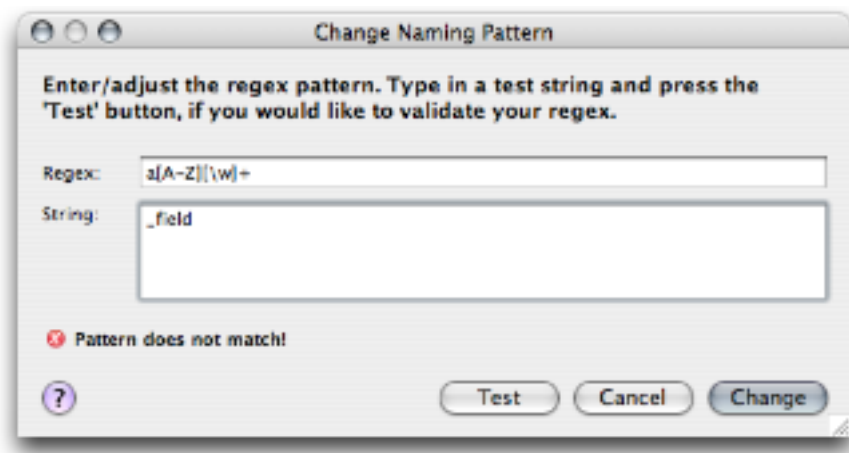 Change Naming Pattern
Enter/adjust the regex pattern. Type in a test string and press the
'Test' button, if you would like to validate your regex.
Regex: a[A-Z][\w]+
String: _field
Pattern does not match!
? Test Cancel Change